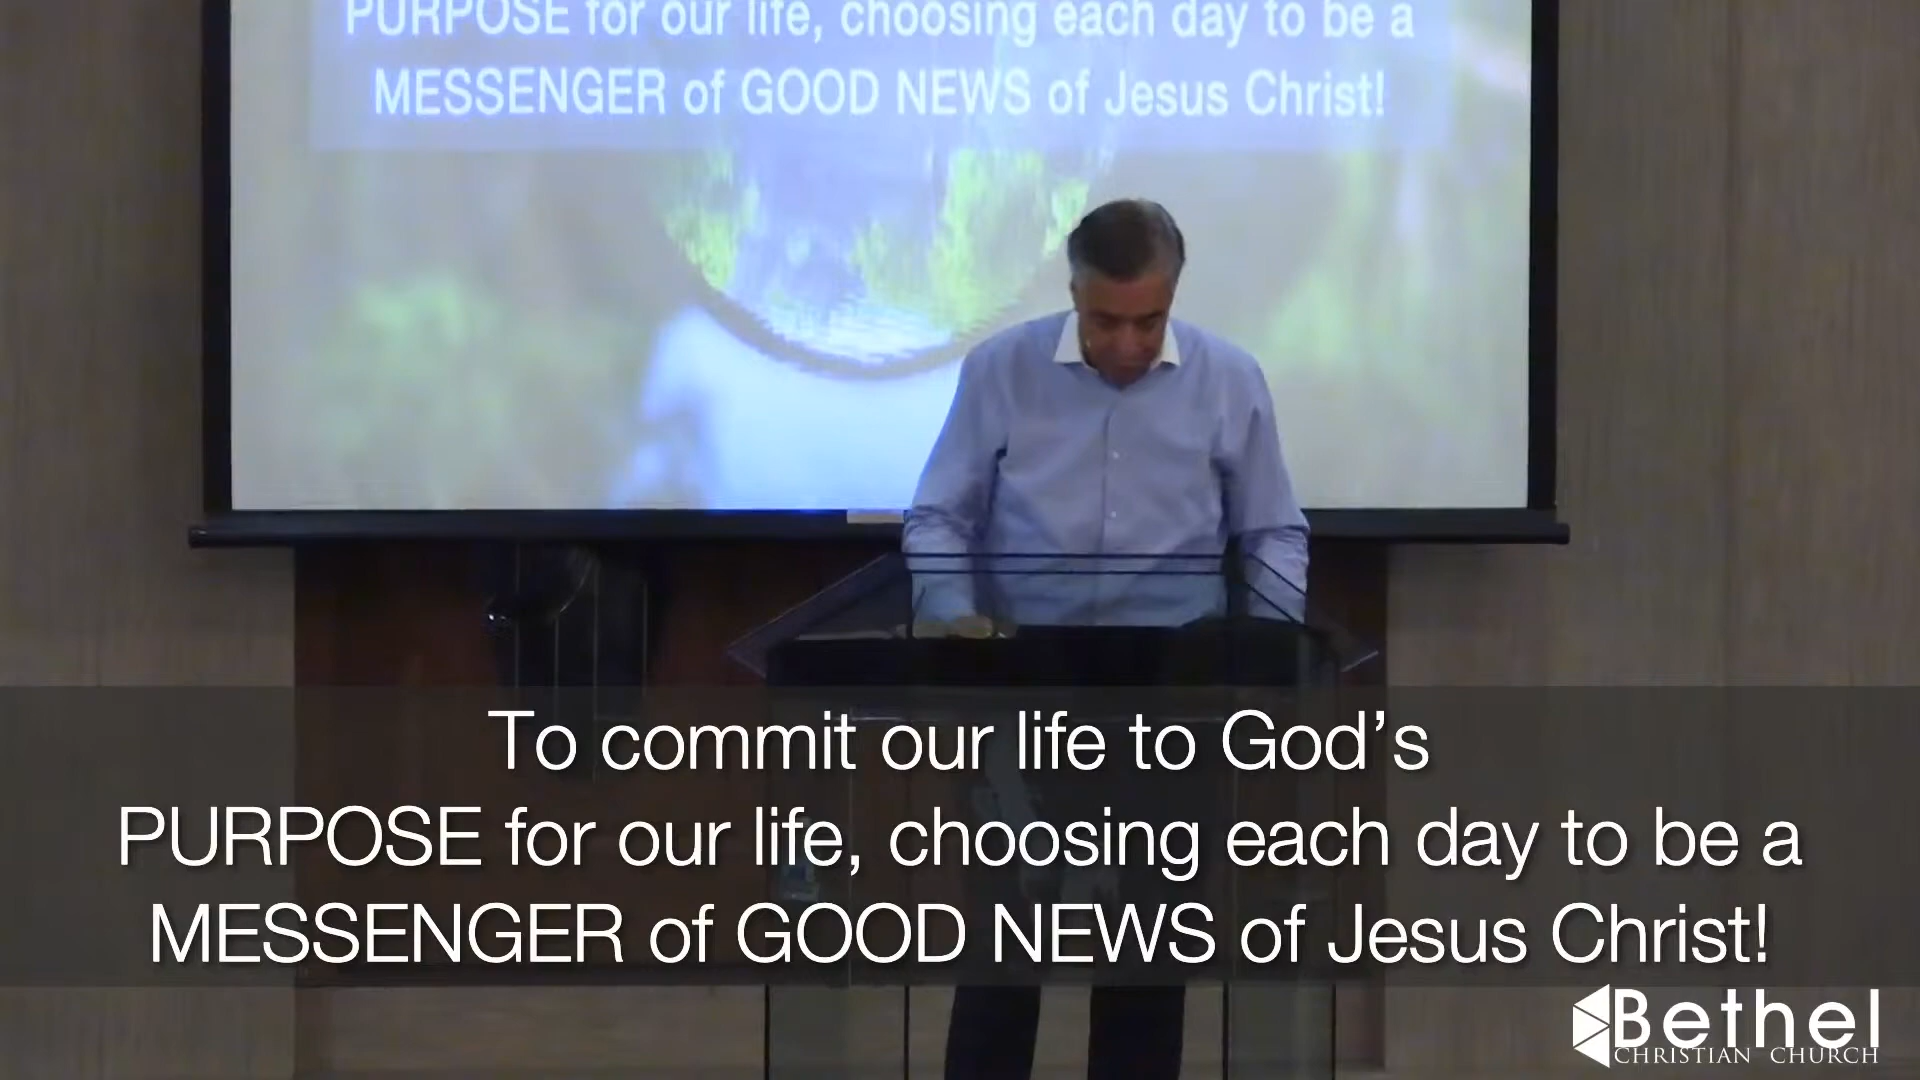 PURPOSE for our life, choosing each day to be a
MESSENGER of GOOD NEWS of Jesus Christ!
To commit our life to God’s
PURPOSE for our life, choosing each day to be a
MESSENGER of GOOD NEWS of Jesus Christ!
Bethel
CHRISTIAN CHURCH